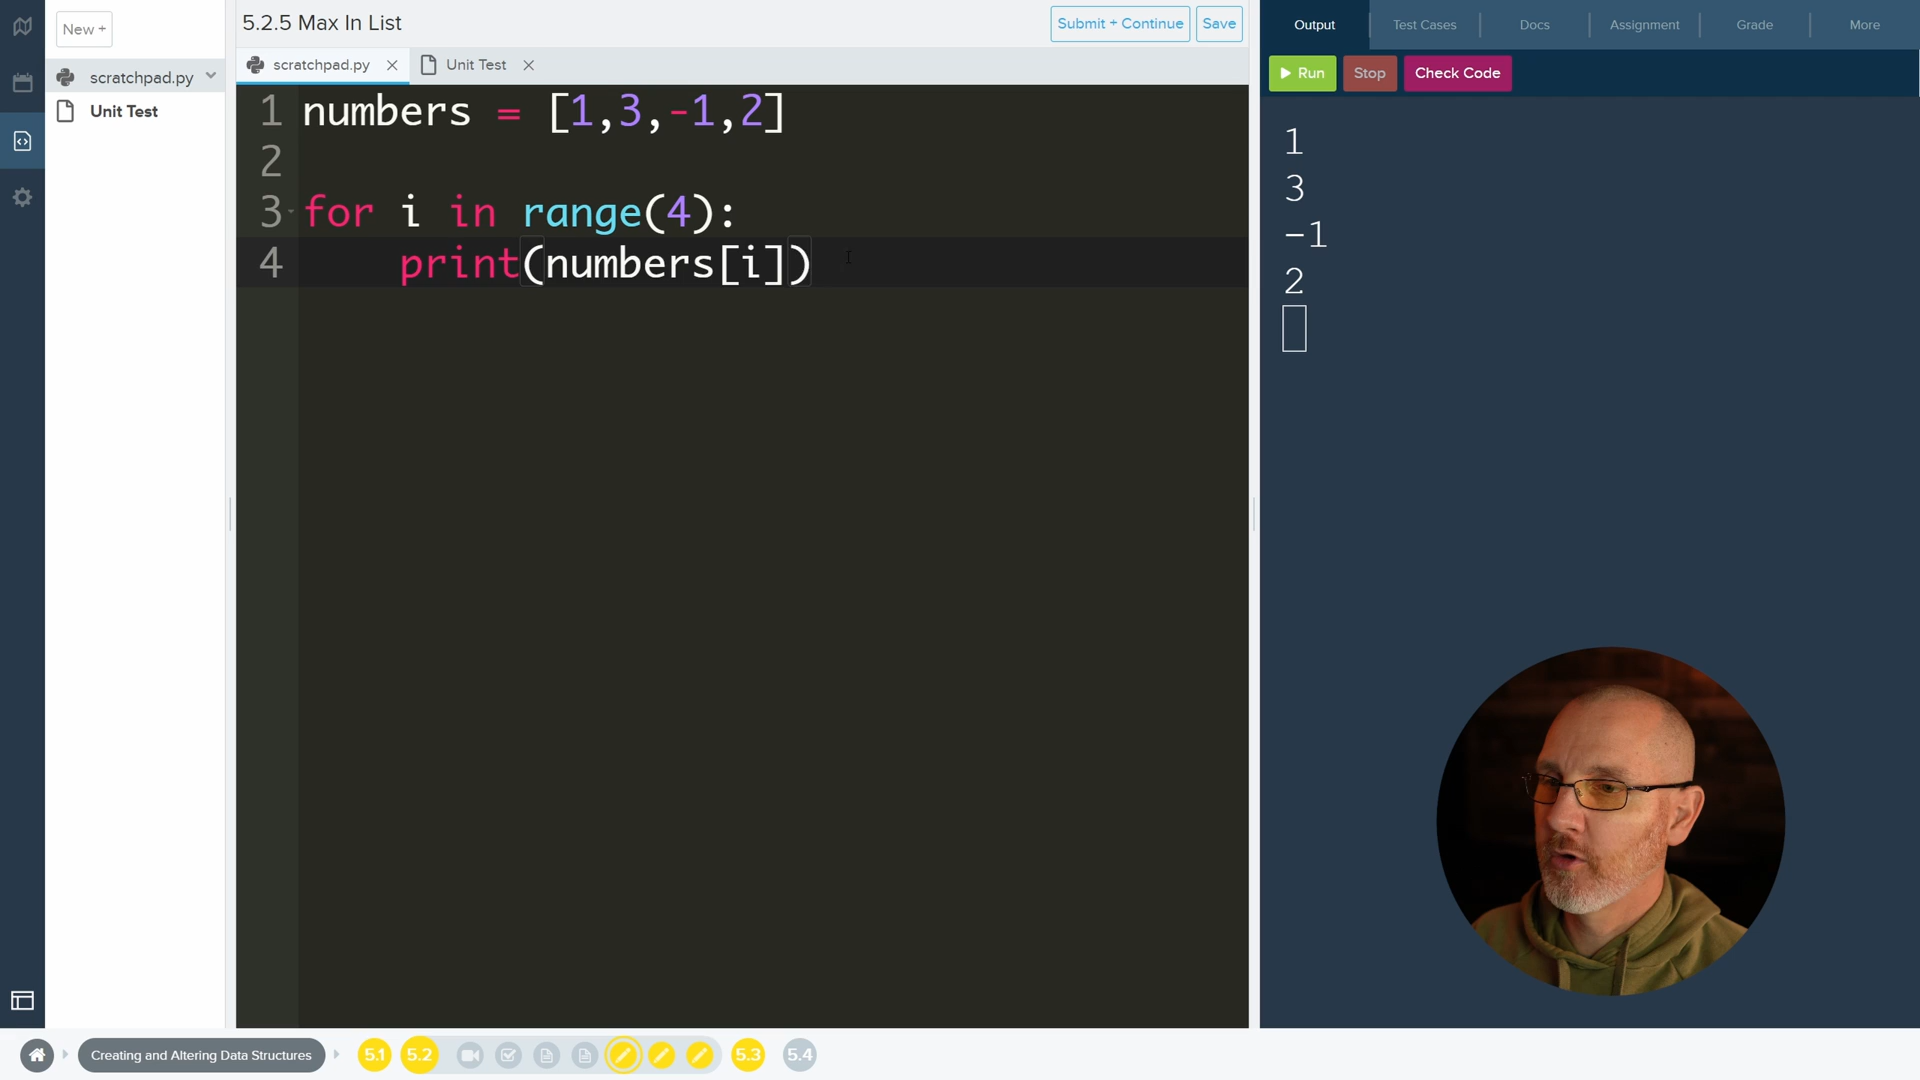 New +
scratchpad.py
Unit Test
5.2.5 Max In List
Submit + Continue
Save
scratchpad.py
Unit Test
1 numbers = [1,3,-1,2]
2
3 for i in range(4):
4 print(numbers[i])
Output
Test Cases
Docs
Assignment
Grade
More
Run
Stop
Check Code
1
3
-1
2
Creating and Altering Data Structures
5.1
5.2
5.3
5.4